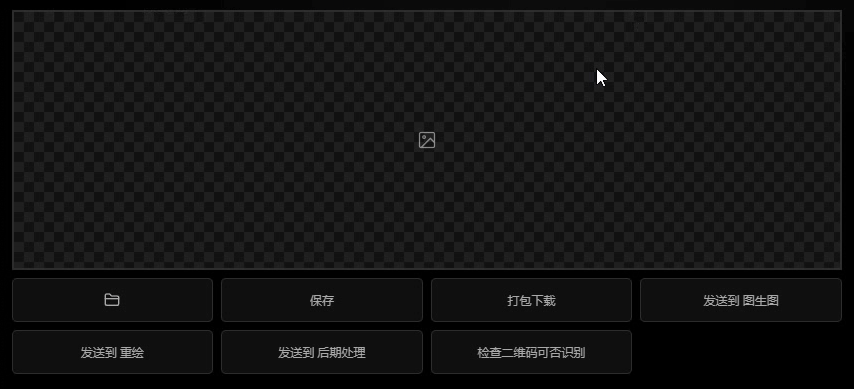 保存
打包下载
发送到 图生图
发送到 重绘
发送到 后期处理
检查二维码可否识别